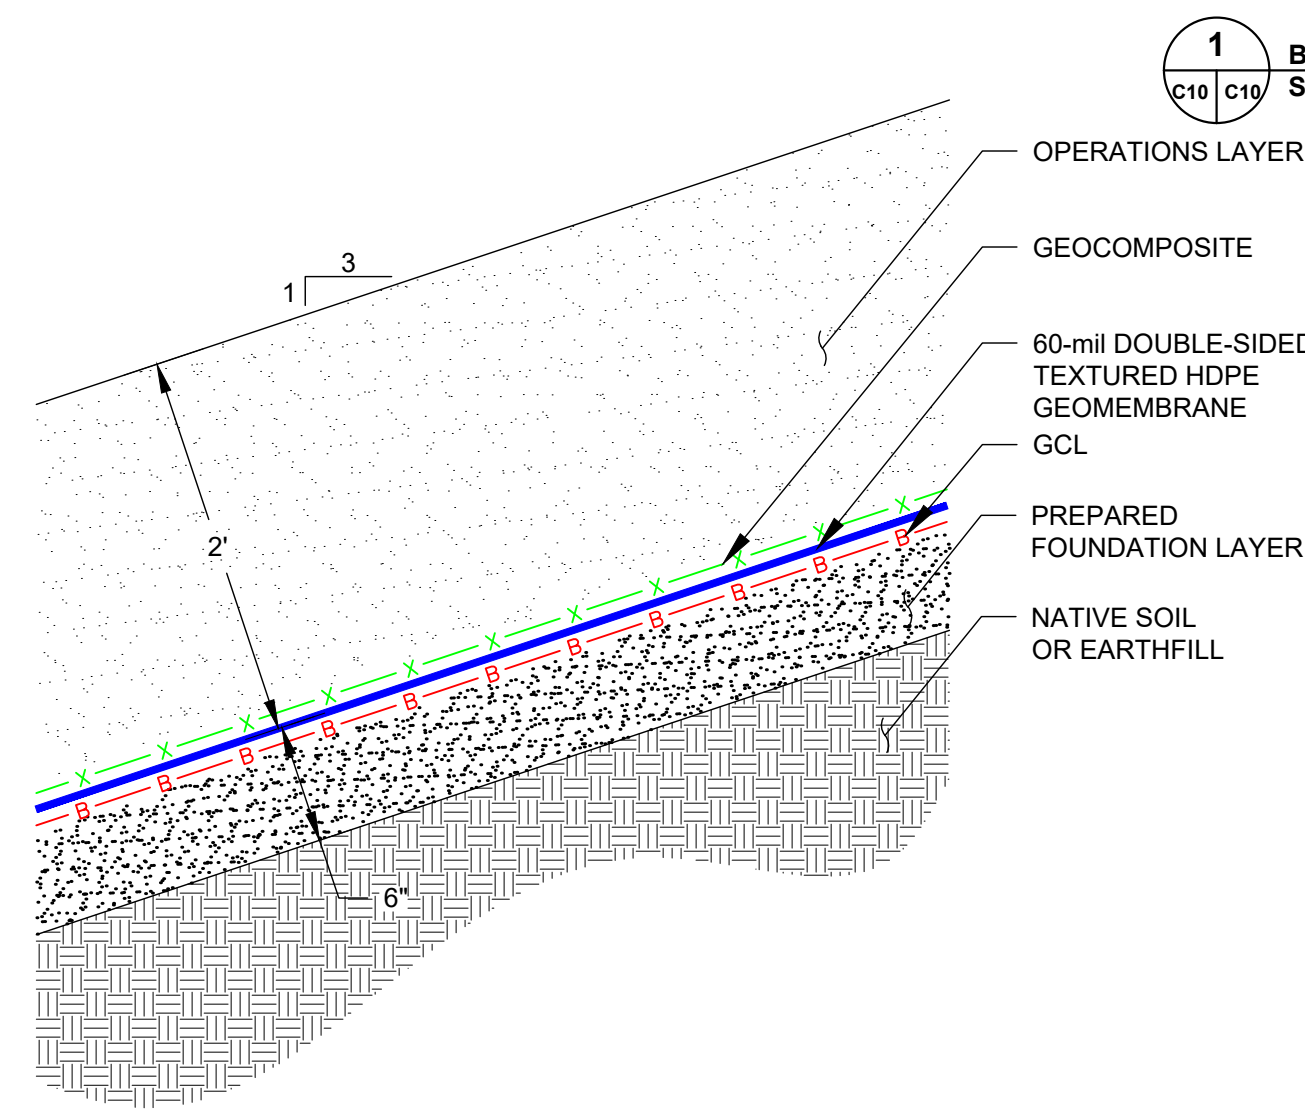 1
B
C10 C10
S
OPERATIONS LAYER
GEOCOMPOSITE
3
1
60-mil DOUBLE-SIDED
TEXTURED HDPE
GEOMEMBRANE
GCL
PREPARED
FOUNDATION LAYER
2'
NATIVE SOIL
OR EARTHFILL
6"
X X X X X X X X X X X
B B B B B B B B B B B